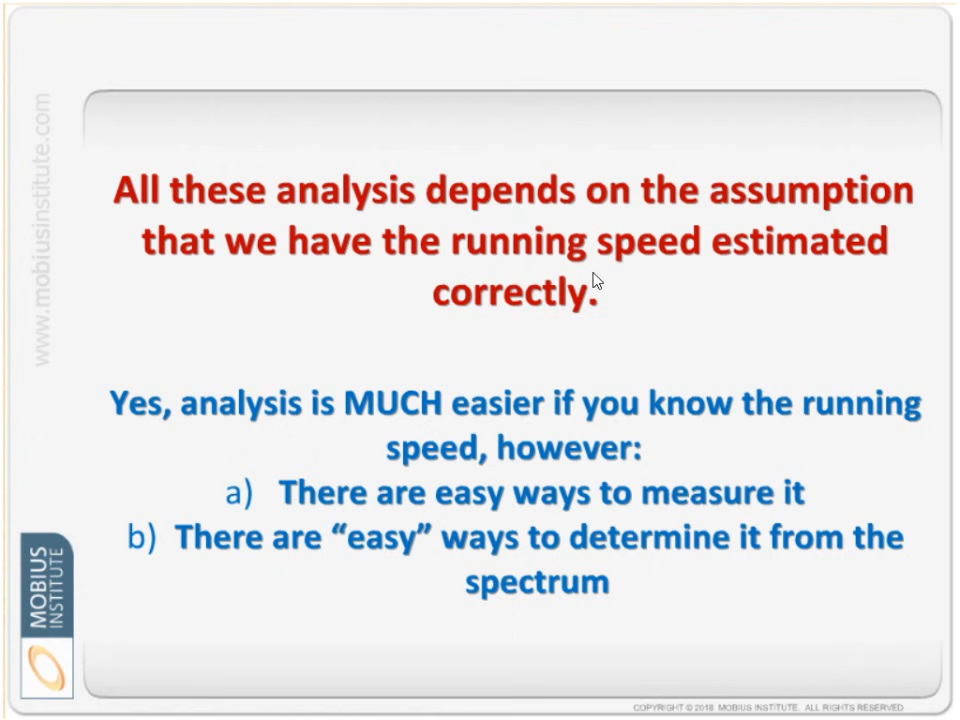 www.mobiusinstitute.com
All these analysis depends on the assumption
that we have the running speed estimated
correctly.
Yes, analysis is MUCH easier if you know the running
speed, however:
a) There are easy ways to measure it
b) There are “easy” ways to determine it from the
spectrum
MOBIUS
INSTITUTE
COPYRIGHT © 2018 MOBIUS INSTITUTE. ALL RIGHTS RESERVED